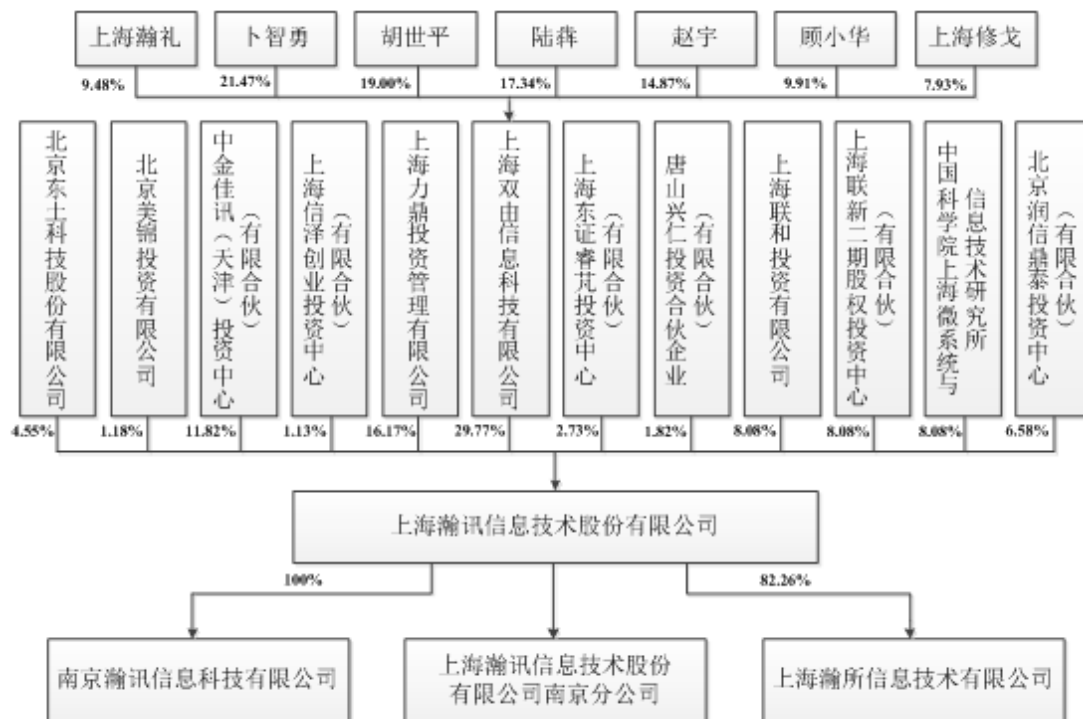 上海瀚礼
卜智勇
胡世平
陆犇
赵宇
顾小华
上海修戈
9.48%
21.47%
19.00%
17.34%
14.87%
9.91%
7.93%
北京东土科技股份有限公司
北京美锦投资有限公司
中金佳讯（天津）投资中心
（有限合伙）
上海信泽创业投资中心
（有限合伙）
上海力鼎投资管理有限公司
上海双由信息科技有限公司
上海东证睿芃投资中心
（有限合伙）
唐山兴仁投资合伙企业
（有限合伙）
上海联和投资有限公司
上海联新二期股权投资中心
（有限合伙）
中国科学院上海微系统与
信息技术研究所
北京润信鼎泰投资中心
（有限合伙）
4.55%
1.18%
11.82%
1.13%
16.17%
29.77%
2.73%
1.82%
8.08%
8.08%
8.08%
6.58%
上海瀚讯信息技术股份有限公司
100%
82.26%
南京瀚讯信息科技有限公司
上海瀚讯信息技术股份
有限公司南京分公司
上海瀚所信息技术有限公司